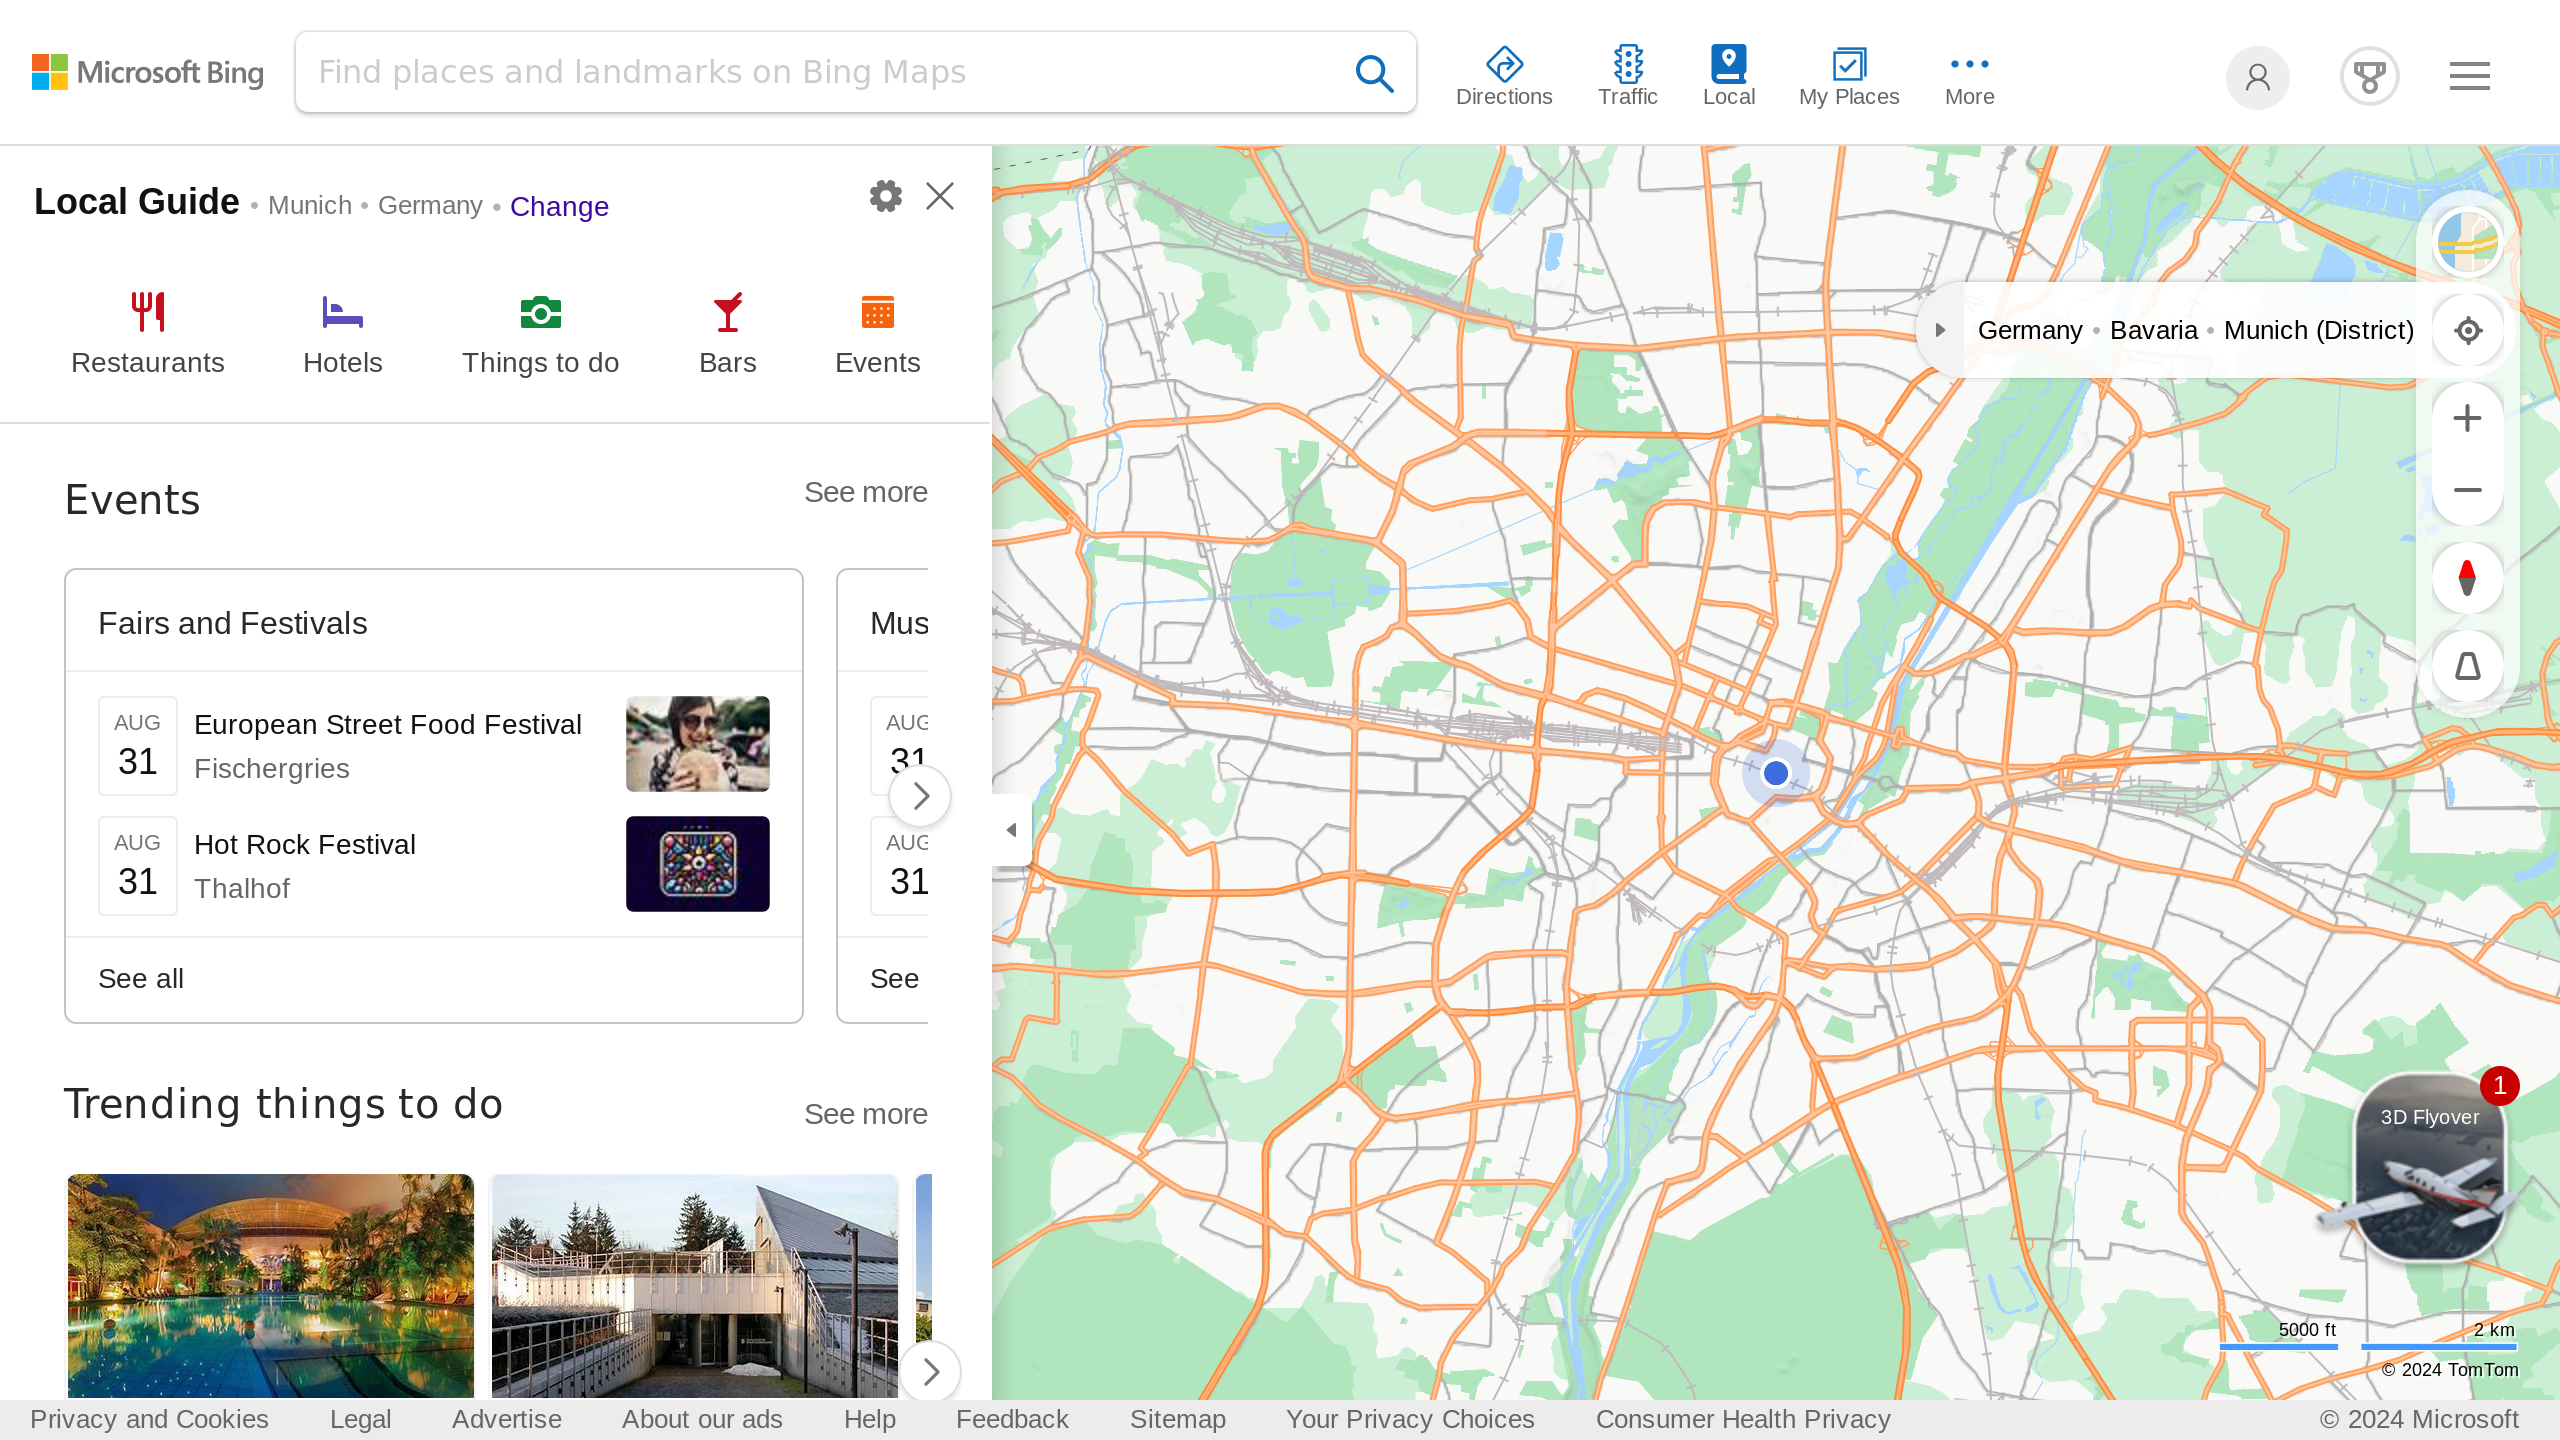 Microsoft Bing
Find places and landmarks on Bing Maps
Directions
Traffic
Local
My Places
More
Local Guide • Munich • Germany • Change
Restaurants
Hotels
Things to do
Bars
Events
Germany • Bavaria • Munich (District)
Events
See more
Fairs and Festivals
AUG
31
European Street Food Festival
Fischergries
AUG
31
Hot Rock Festival
Thalhof
See all
Mus
AUG
31
AUG
31
See
Trending things to do
See more
1
3D Flyover
5000 ft
2 km
© 2024 TomTom
Privacy and Cookies
Legal
Advertise
About our ads
Help
Feedback
Sitemap
Your Privacy Choices
Consumer Health Privacy
© 2024 Microsoft